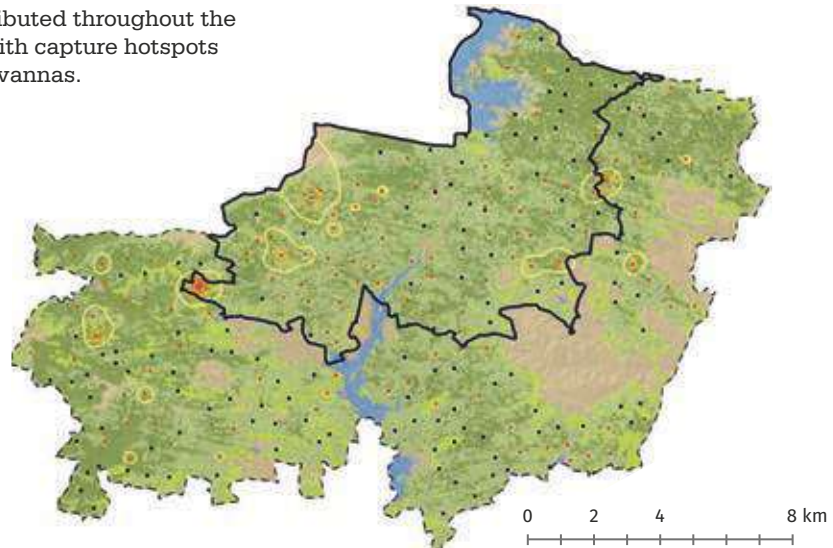 ibuted throughout the
ith capture hotspots
vannas.
0 2 4 8 km